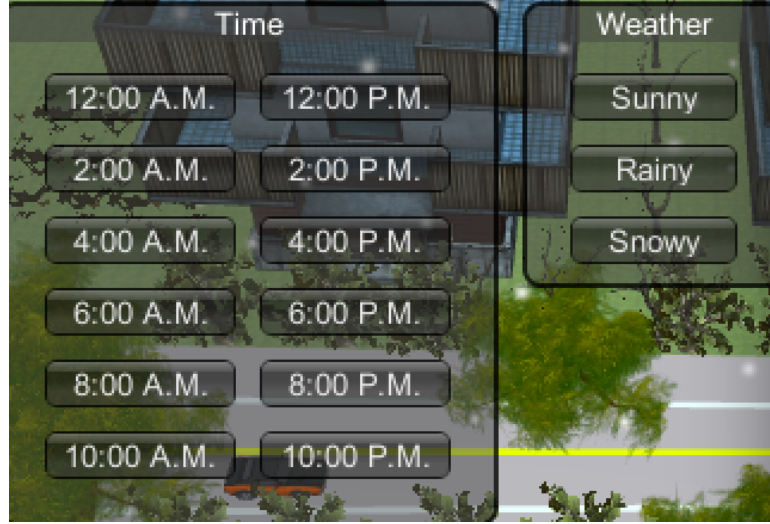 Time
12:00 A.M. 12:00 P.M.
2:00 A.M. 2:00 P.M.
4:00 A.M. 4:00 P.M.
6:00 A.M. 6:00 P.M.
8:00 A.M. 8:00 P.M.
10:00 A.M. 10:00 P.M.
Weather
Sunny
Rainy
Snowy